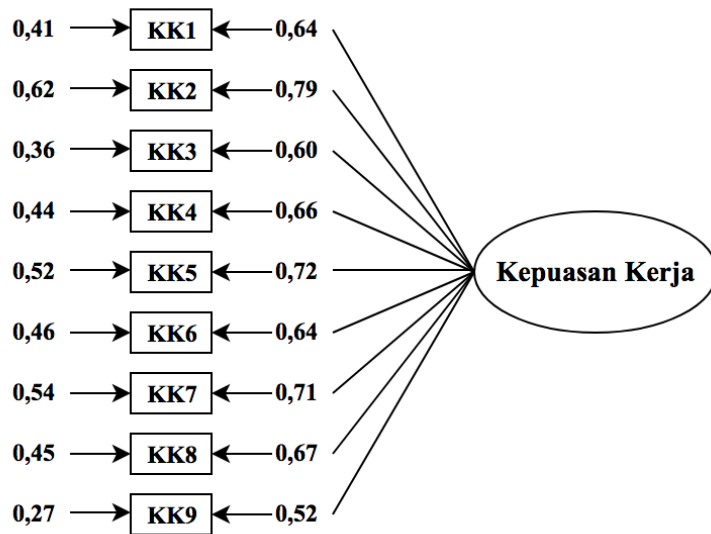 0,41 KK1 0,64
0,62 KK2 0,79
0,36 KK3 0,60
0,44 KK4 0,66
0,52 KK5 0,72 Kepuasan Kerja
0,46 KK6 0,64
0,54 KK7 0,71
0,45 KK8 0,67
0,27 KK9 0,52